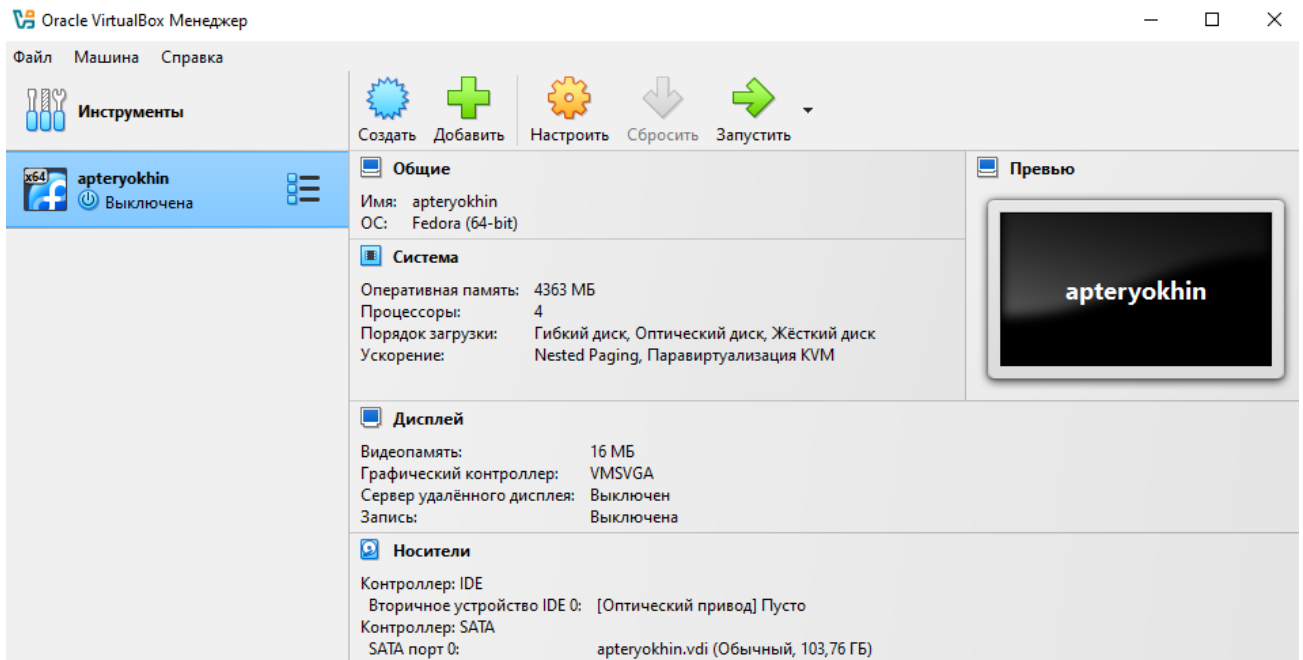 Oracle VirtualBox Менеджер
Файл Машина Справка
Инструменты
Создать Добавить Настроить Сбросить Запустить
x64
apteryokhin
Выключена
Общие
Имя: apteryokhin
ОС: Fedora (64-bit)
Превью
apteryokhin
Система
Оперативная память: 4363 МБ
Процессоры: 4
Порядок загрузки: Гибкий диск, Оптический диск, Жёсткий диск
Ускорение: Nested Paging, Паравиртуализация KVM
Дисплей
Видеопамять: 16 МБ
Графический контроллер: VMSVGA
Сервер удалённого дисплея: Выключен
Запись: Выключена
Носители
Контроллер: IDE
Вторичное устройство IDE 0: [Оптический привод] Пусто
Контроллер: SATA
SATA порт 0: apteryokhin.vdi (Обычный, 103,76 ГБ)